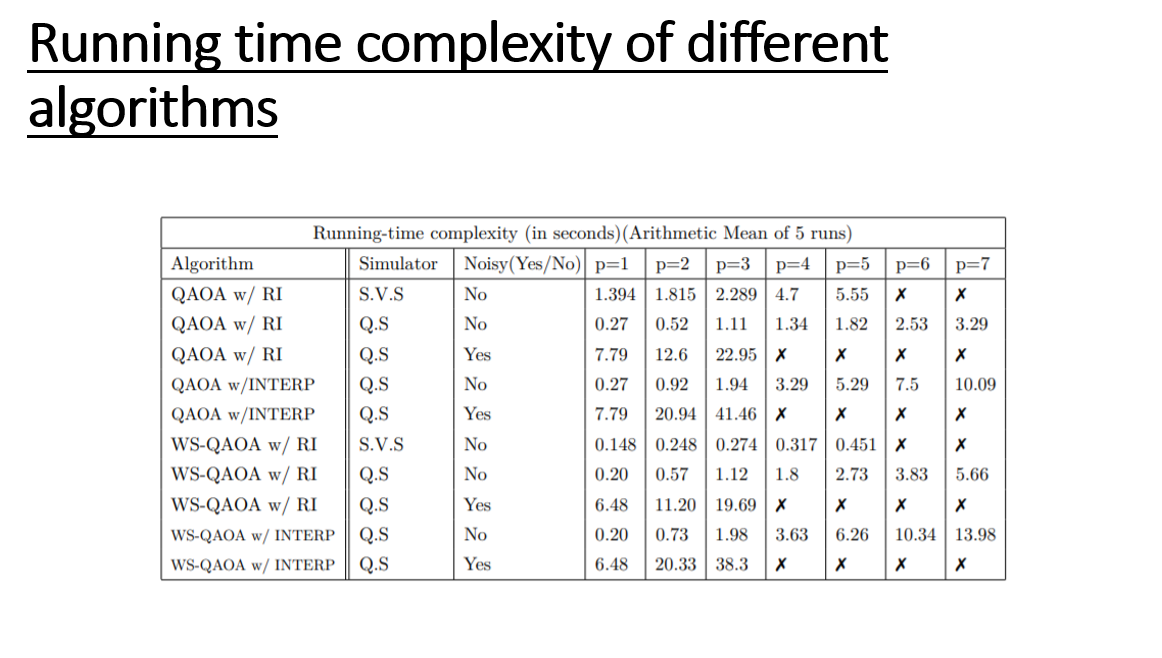 Running time complexity of different
algorithms
Running-time complexity (in seconds)(Arithmetic Mean of 5 runs)
Algorithm Simulator Noisy(Yes/No) p=1 p=2 p=3 p=4 p=5 p=6 p=7
QAOA w/ RI S.V.S No 1.394 1.815 2.289 4.7 5.55 ✗ ✗
QAOA w/ RI Q.S No 0.27 0.52 1.11 1.34 1.82 2.53 3.29
QAOA w/ RI Q.S Yes 7.79 12.6 22.95 ✗ ✗ ✗ ✗
QAOA w/INTERP Q.S No 0.27 0.92 1.94 3.29 5.29 7.5 10.09
QAOA w/INTERP Q.S Yes 7.79 20.94 41.46 ✗ ✗ ✗ ✗
WS-QAOA w/ RI S.V.S No 0.148 0.248 0.274 0.317 0.451 ✗ ✗
WS-QAOA w/ RI Q.S No 0.20 0.57 1.12 1.8 2.73 3.83 5.66
WS-QAOA w/ RI Q.S Yes 6.48 11.20 19.69 ✗ ✗ ✗ ✗
WS-QAOA w/ INTERP Q.S No 0.20 0.73 1.98 3.63 6.26 10.34 13.98
WS-QAOA w/ INTERP Q.S Yes 6.48 20.33 38.3 ✗ ✗ ✗ ✗